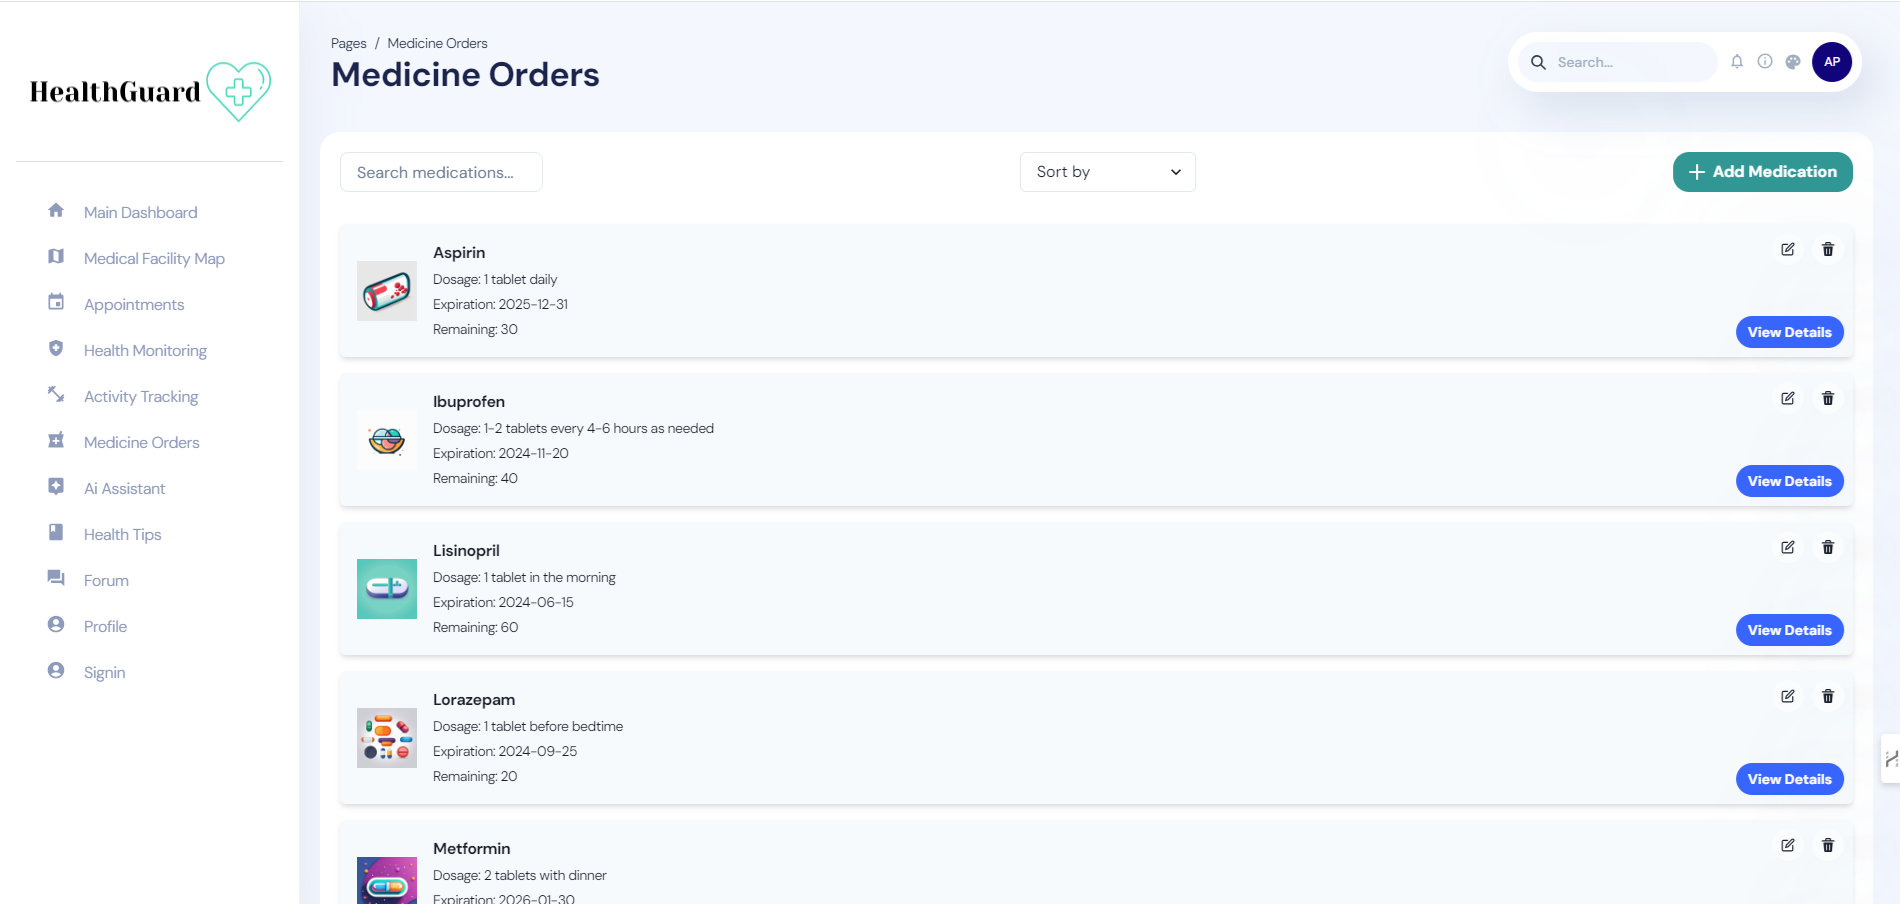 HealthGuard
Main Dashboard
Medical Facility Map
Appointments
Health Monitoring
Activity Tracking
Medicine Orders
Ai Assistant
Health Tips
Forum
Profile
Signin
Pages / Medicine Orders
Medicine Orders
Search...
AP
Search medications...
Sort by
Add Medication
Aspirin
Dosage: 1 tablet daily
Expiration: 2025-12-31
Remaining: 30
View Details
Ibuprofen
Dosage: 1-2 tablets every 4-6 hours as needed
Expiration: 2024-11-20
Remaining: 40
View Details
Lisinopril
Dosage: 1 tablet in the morning
Expiration: 2024-06-15
Remaining: 60
View Details
Lorazepam
Dosage: 1 tablet before bedtime
Expiration: 2024-09-25
Remaining: 20
View Details
Metformin
Dosage: 2 tablets with dinner
Expiration: 2026-01-30